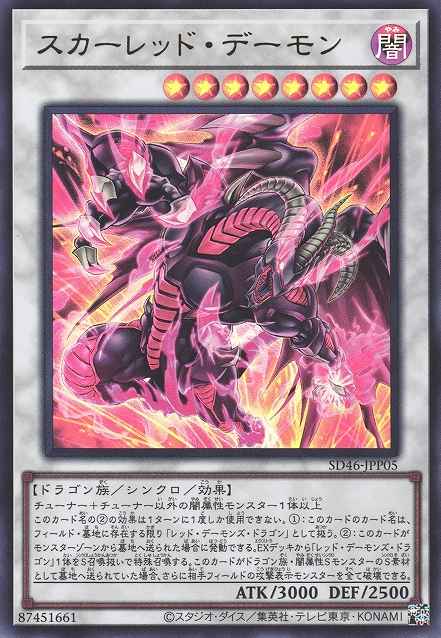 スカーレッド・デーモン
闇
SD46-JPP05
【ドラゴン族/シンクロ/効果】
チューナー+チューナー以外の闇属性モンスター1体以上
このカード名の②の効果は1ターンに1度しか使用できない。①:このカードのカード名は、
フィールド・墓地に存在する限り「レッド・デーモンズ・ドラゴン」として扱う。②:このカードが
モンスターゾーンから墓地へ送られた場合に発動できる。EXデッキから「レッド・デーモンズ・ドラ
ゴン」1体をS召喚扱いで特殊召喚する。このカードがドラゴン族・闇属性SモンスターのS素材
として墓地へ送られていた場合、さらに相手フィールドの攻撃表示モンスターを全て破壊できる。
ATK/3000 DEF/2500
87451661
©スタジオ・ダイス/集英社・テレビ東京・KONAMI